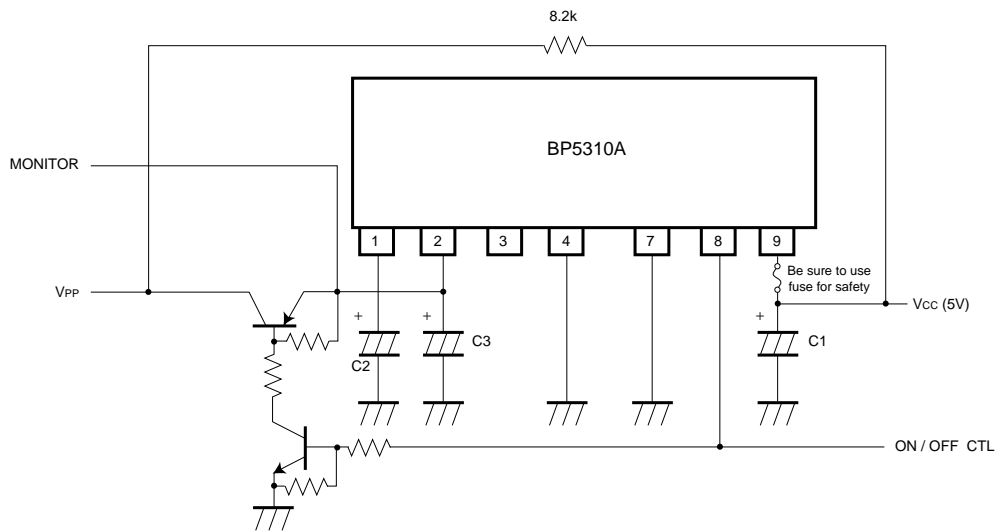 8.2k
BP5310A
MONITOR
1 2 3 4 7 8 9
Be sure to use
fuse for safety
VPP
VCC (5V)
+ + +
C2 C3 C1
ON / OFF CTL